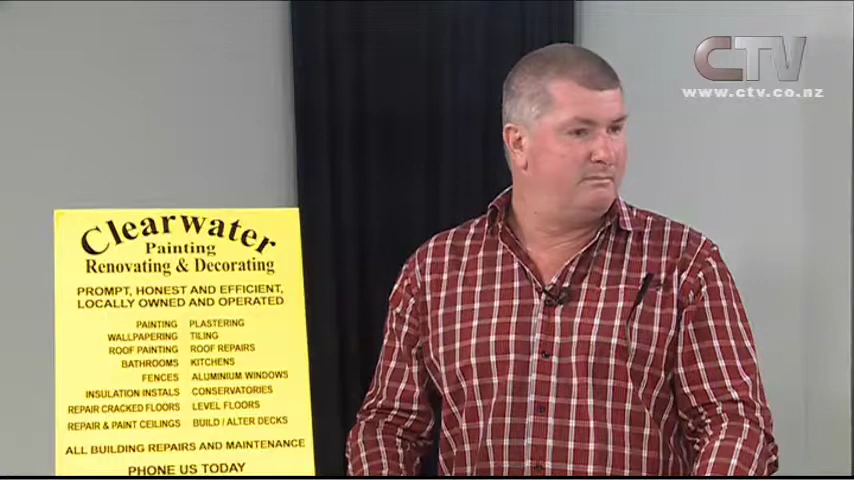 CTV
www.ctv.co.nz
Clearwater
Painting
Renovating & Decorating
PROMPT, HONEST AND EFFICIENT,
LOCALLY OWNED AND OPERATED
PAINTING PLASTERING
WALLPAPERING TILING
ROOF PAINTING ROOF REPAIRS
BATHROOMS KITCHENS
FENCES ALUMINIUM WINDOWS
INSULATION INSTALS CONSERVATORIES
REPAIR CRACKED FLOORS LEVEL FLOORS
REPAIR & PAINT CEILINGS BUILD / ALTER DECKS
ALL BUILDING REPAIRS AND MAINTENANCE
PHONE US TODAY